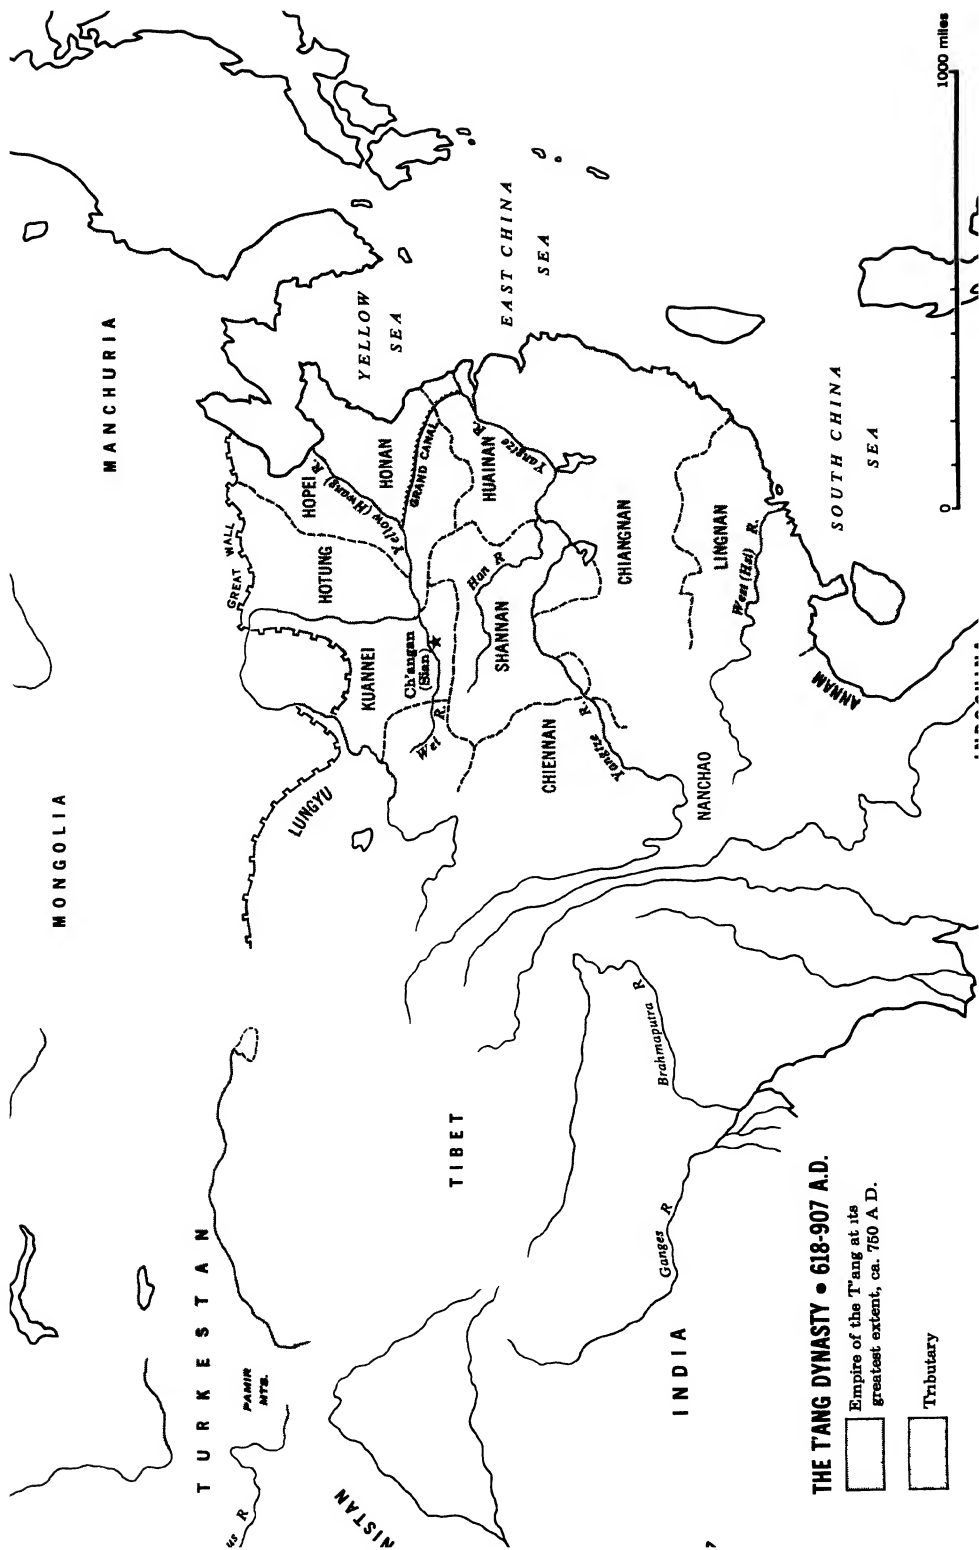 MONGOLIA
MANCHURIA
TURKESTAN
PAMIR
MTS.
us R
NISTAN
TIBET
INDIA
Ganges R
Brahmaputra R
LUNGYU
GREAT WALL
KUANNEI
HOTUNG
HOPEI
HONAN
Yellow (Hwang) R.
GRAND CANAL
Ch'angan
(Sian)
Wei R.
Han R
SHANNAN
HUAINAN
Yangtze R.
CHIENNAN
Yangtze R.
CHIANGNAN
NANCHAO
LINGNAN
West (Hsi) R.
ANNAM
YELLOW
SEA
EAST CHINA
SEA
SOUTH CHINA
SEA
0
1000 miles
THE T'ANG DYNASTY • 618-907 A.D.
Empire of the T'ang at its
greatest extent, ca. 750 A D.
Tributary